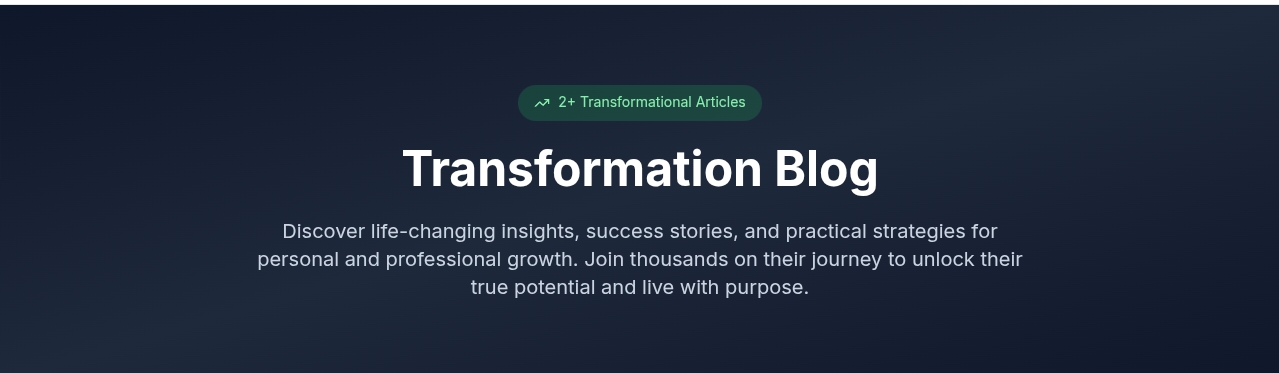 2+ Transformational Articles
Transformation Blog
Discover life-changing insights, success stories, and practical strategies for
personal and professional growth. Join thousands on their journey to unlock their
true potential and live with purpose.